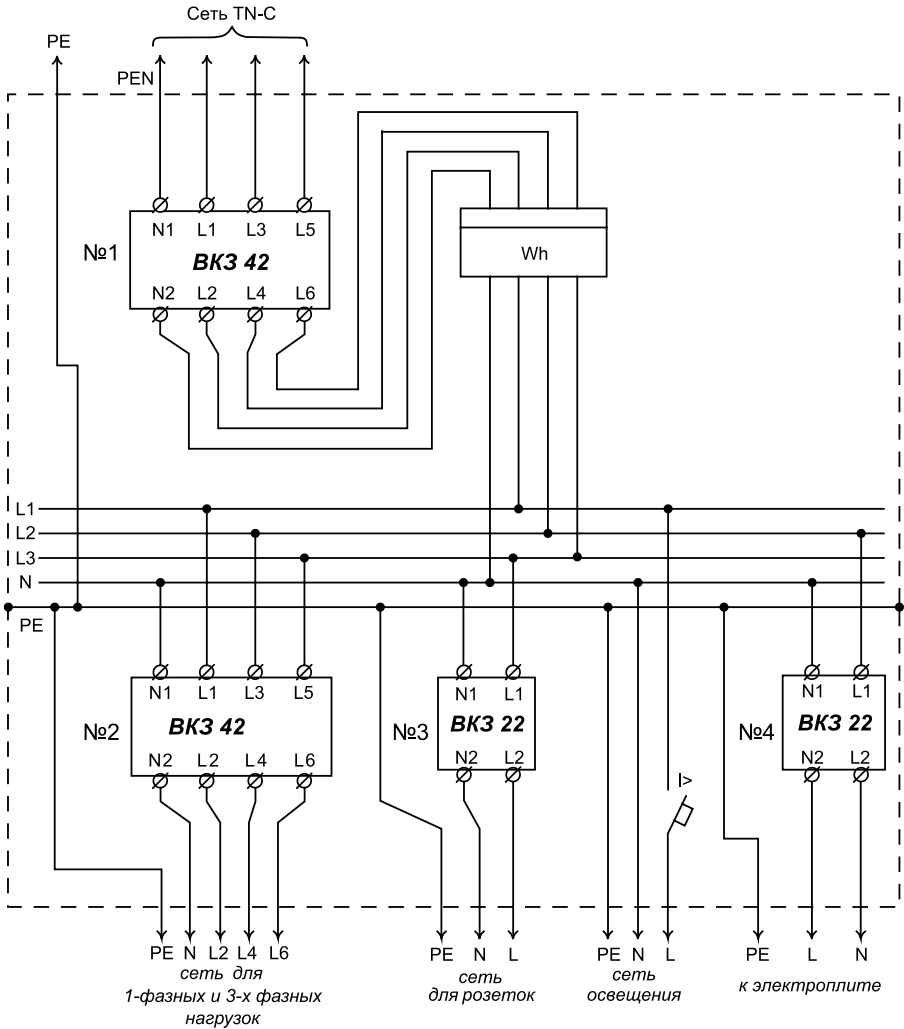 Сеть TN-C
PE
PEN
N1 L1 L3 L5
№1
ВКЗ 42
N2 L2 L4 L6
Wh
L1
L2
L3
N
PE
N1 L1 L3 L5
№2
ВКЗ 42
N2 L2 L4 L6
N1 L1
№3
ВКЗ 22
N2 L2
I>
N1 L1
№4
ВКЗ 22
N2 L2
PE N L2 L4 L6
сеть для
1-фазных и 3-х фазных
нагрузок
PE N L
сеть
для розеток
PE N L
сеть
освещения
PE L N
к электроплите